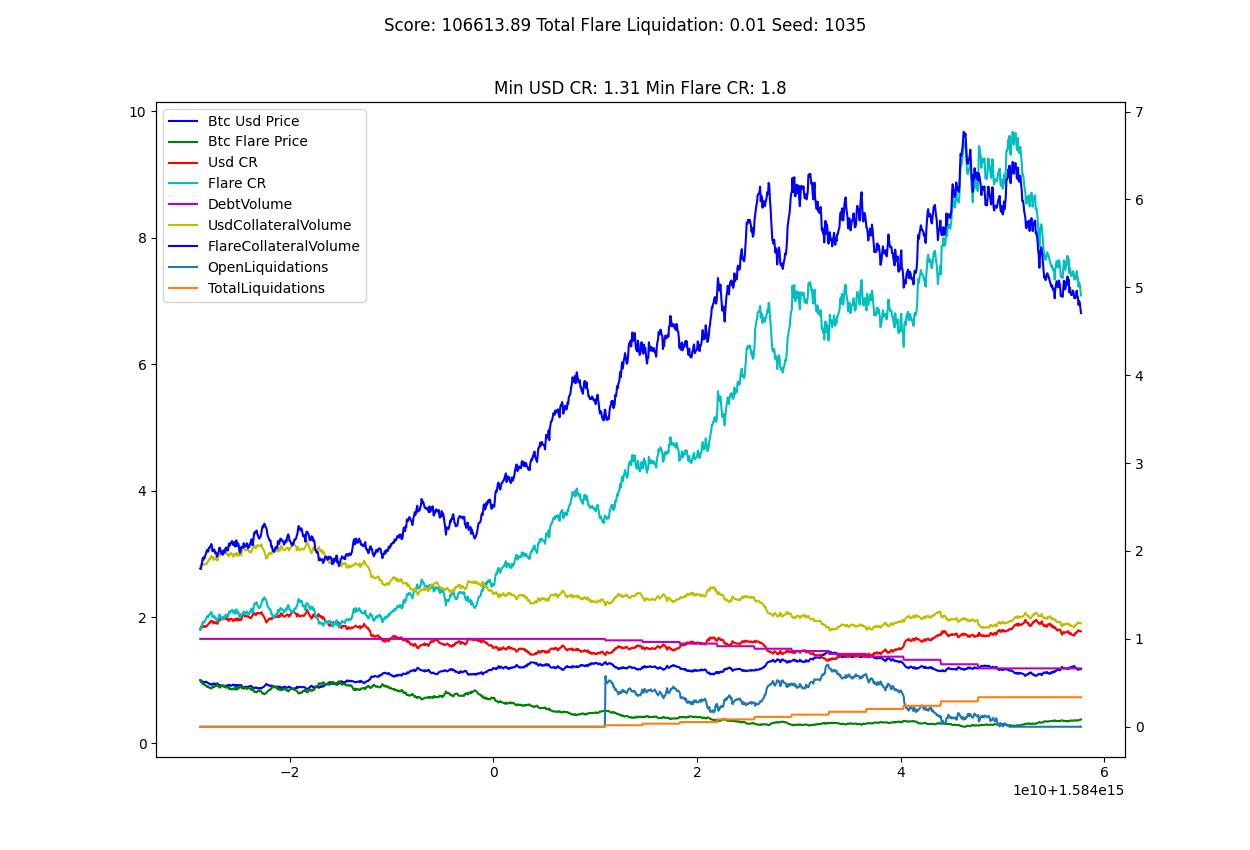 Score: 106613.89 Total Flare Liquidation: 0.01 Seed: 1035
Min USD CR: 1.31 Min Flare CR: 1.8
Btc Usd Price
Btc Flare Price
Usd CR
Flare CR
DebtVolume
UsdCollateralVolume
FlareCollateralVolume
OpenLiquidations
TotalLiquidations
10
8
6
4
2
0
7
6
5
4
3
2
1
0
−2 0 2 4 6
1e10+1.584e15